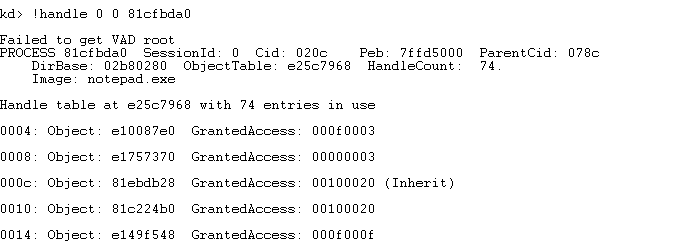 kd> !handle 0 0 81cfbda0
Failed to get VAD root
PROCESS 81cfbda0  SessionId: 0  Cid: 020c    Peb: 7ffd5000  ParentCid: 078c
    DirBase: 02b80280  ObjectTable: e25c7968  HandleCount:  74.
    Image: notepad.exe
Handle table at e25c7968 with 74 entries in use
0004: Object: e10087e0  GrantedAccess: 000f0003
0008: Object: e1757370  GrantedAccess: 00000003
000c: Object: 81ebdb28  GrantedAccess: 00100020 (Inherit)
0010: Object: 81c224b0  GrantedAccess: 00100020
0014: Object: e149f548  GrantedAccess: 000f000f